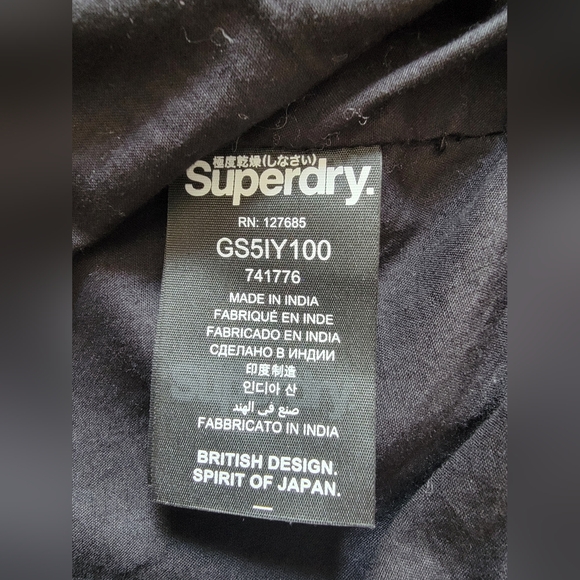 極度乾燥(しなさい)
Superdry.
RN: 127685
GS5IY100
741776
MADE IN INDIA
FABRIQUÉ EN INDE
FABRICADO EN INDIA
СДЕЛАНО В ИНДИИ
印度制造
인디아 산
صنع في الهند
FABBRICATO IN INDIA
BRITISH DESIGN.
SPIRIT OF JAPAN.